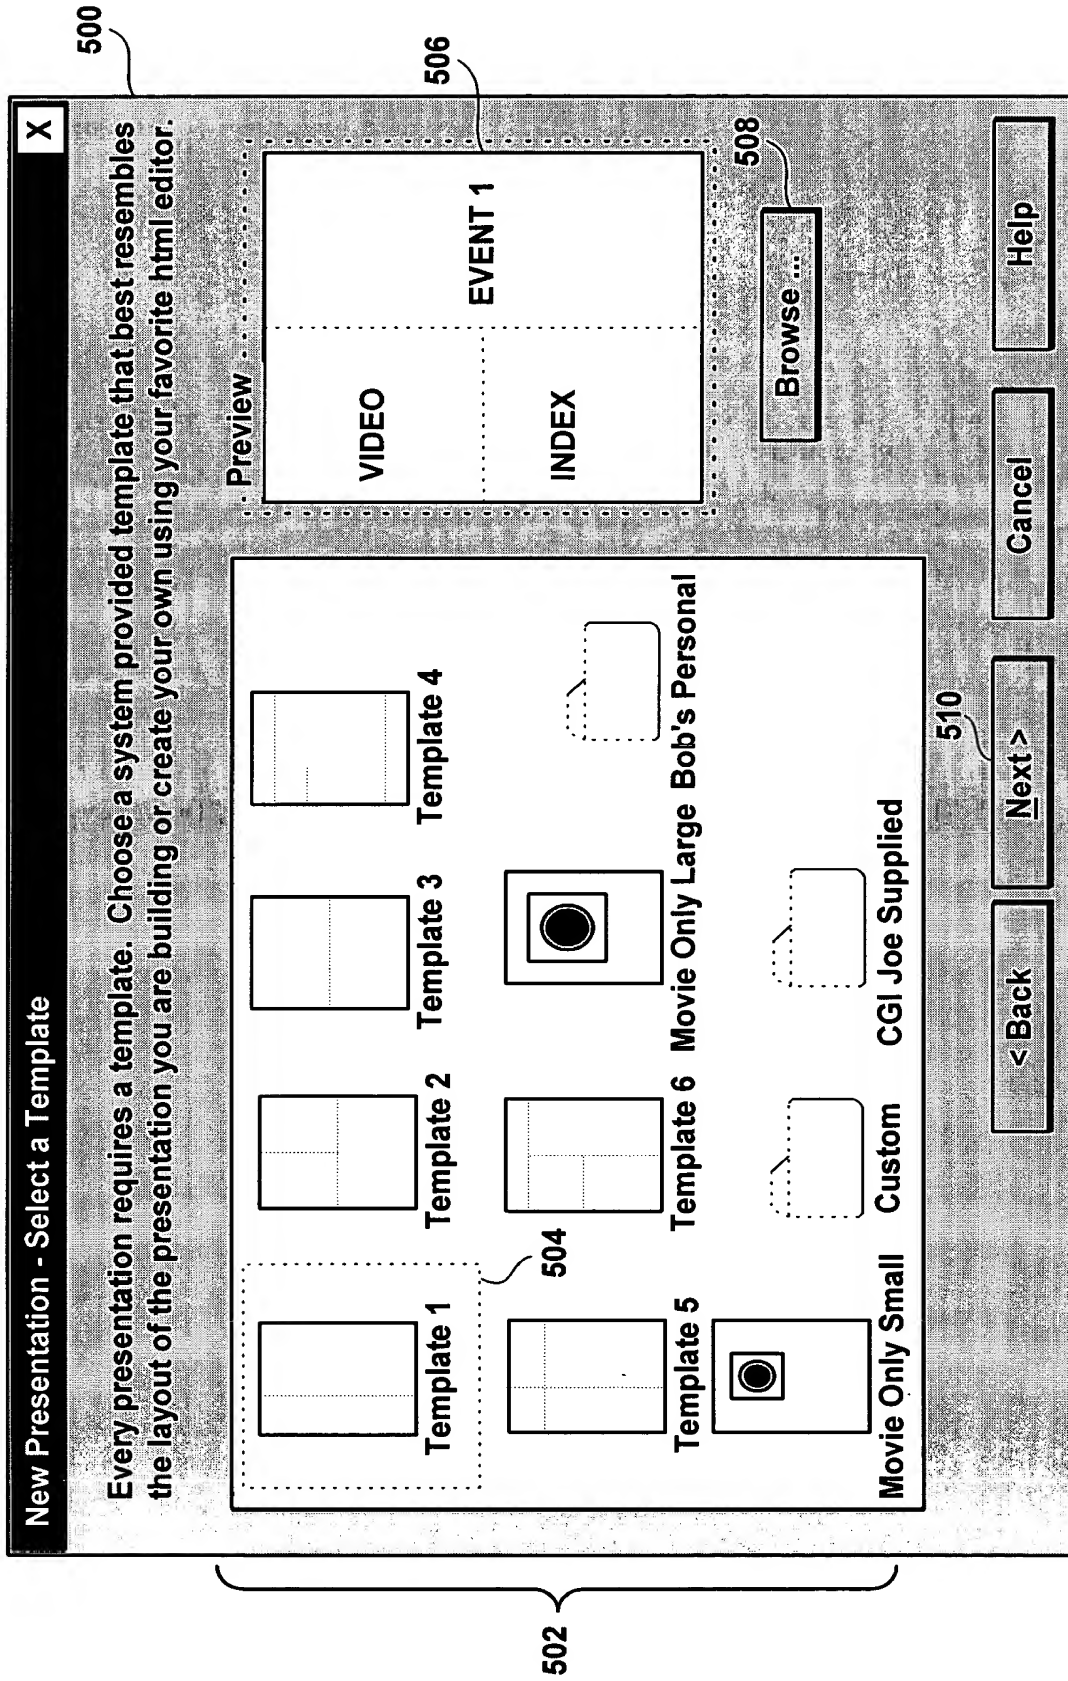 500
New Presentation - Select a Template
X
Every presentation requires a template. Choose a system provided template that best resembles
the layout of the presentation you are building or create your own using your favorite html editor.
Preview
506
VIDEO
EVENT 1
INDEX
Template 1
Template 2
Template 3
Template 4
504
502
Template 5
Template 6
Movie Only Large
Bob's Personal
508
Browse ...
Movie Only Small
Custom
CGI Joe Supplied
510
< Back
Next >
Cancel
Help